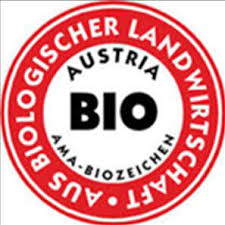 AUS BIOLOGISCHER LANDWIRTSCHAFT •
AUSTRIA
BIO
AMA-BIOZEICHEN